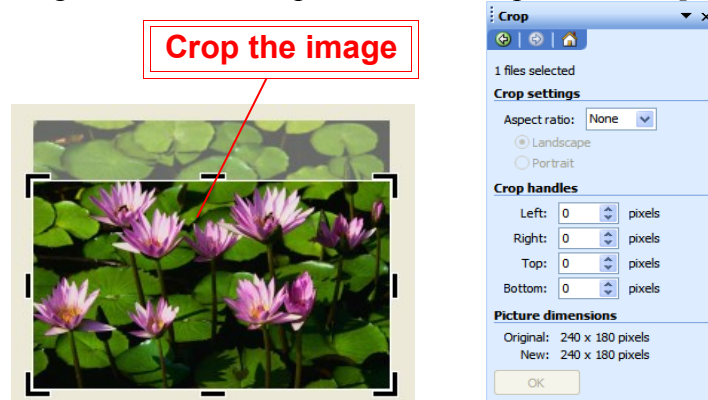 Crop the image
Crop
1 files selected
Crop settings
Aspect ratio: None
Landscape
Portrait
Crop handles
Left: 0 pixels
Right: 0 pixels
Top: 0 pixels
Bottom: 0 pixels
Picture dimensions
Original: 240 x 180 pixels
New: 240 x 180 pixels
OK